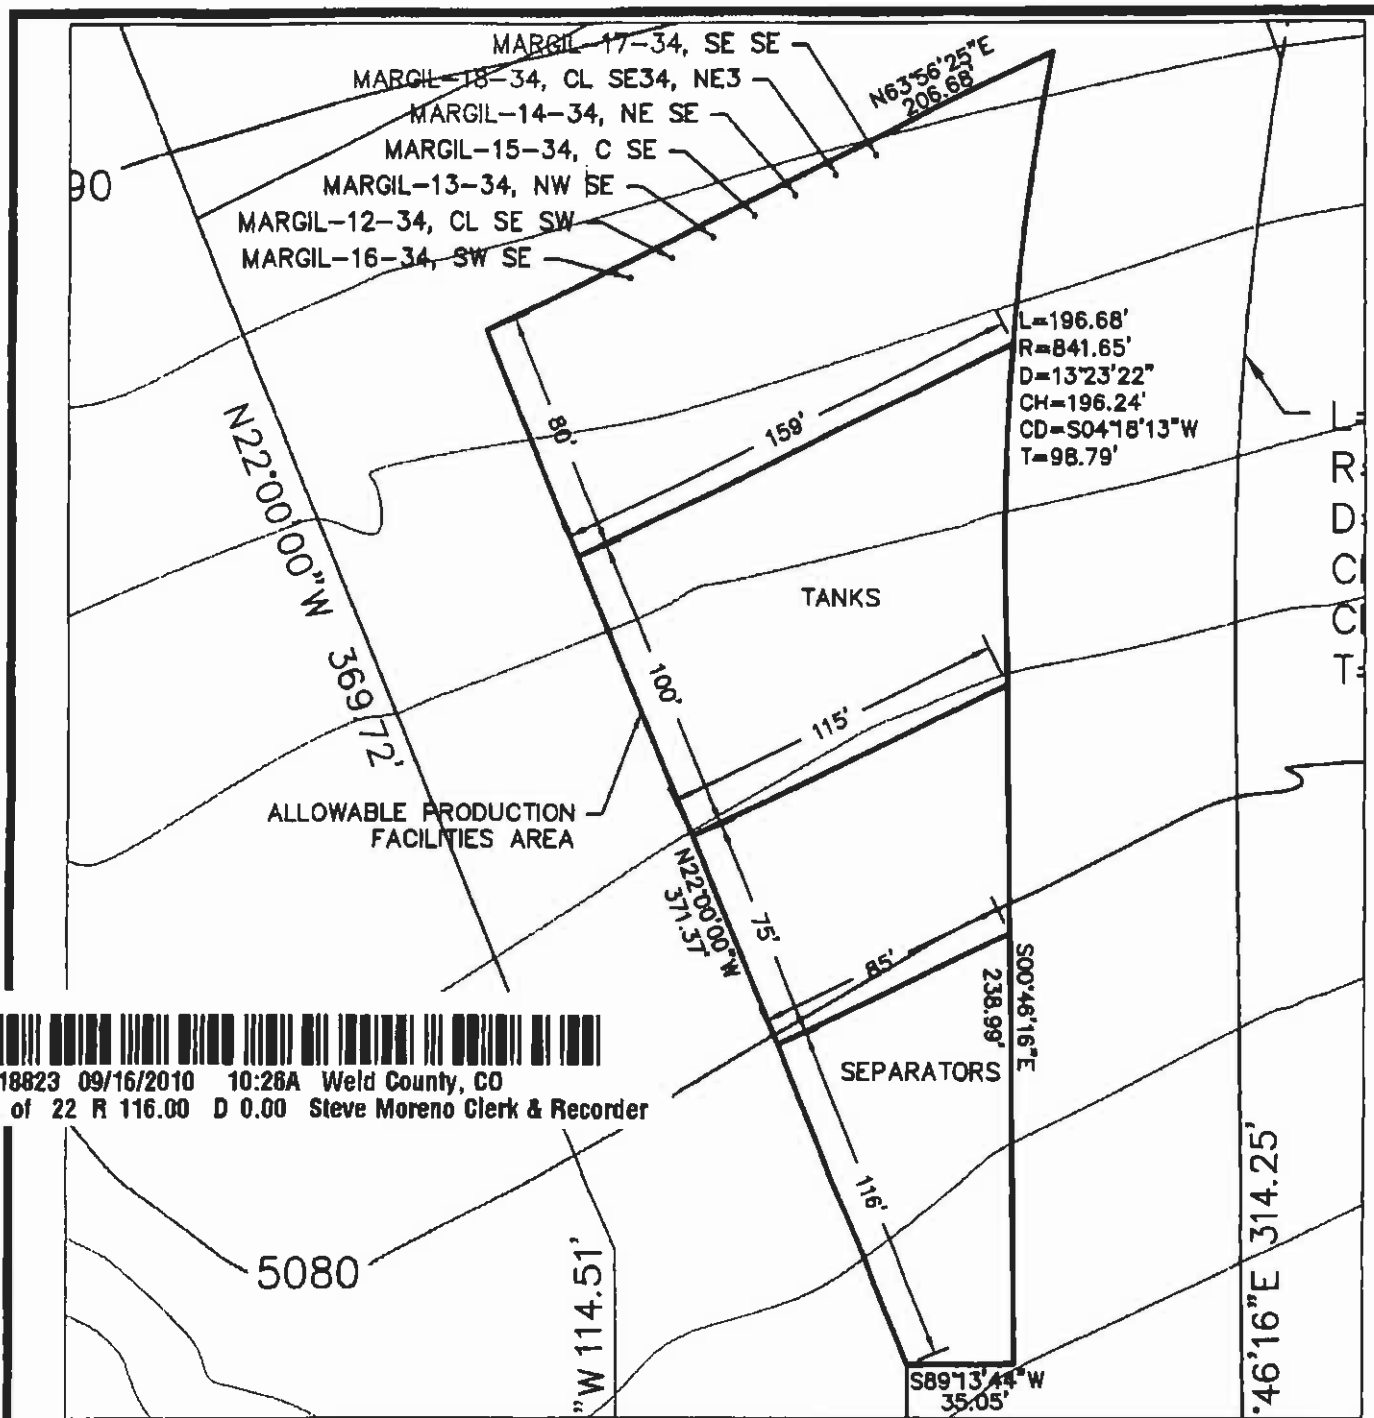 MARGIL-17-34, SE SE
MARGIL-18-34, CL SE34, NE3
MARGIL-14-34, NE SE
MARGIL-15-34, C SE
MARGIL-13-34, NW SE
MARGIL-12-34, CL SE SW
MARGIL-16-34, SW SE
N63°56'25"E
206.68'
90
L=196.68'
R=841.65'
D=13°23'22"
CH=196.24'
CD=S04°18'13"W
T=98.79'
L=
R=
D=
T=
80'
159'
N22°00'00"W 369.72'
TANKS
100'
115'
ALLOWABLE PRODUCTION
FACILITIES AREA
N22°00'00"W
371.37'
75'
85'
S00°46'16"E
238.99'
SEPARATORS
18823 09/16/2010 10:26A Weld County, CO
of 22 R 116.00 D 0.00 Steve Moreno Clerk & Recorder
116'
5080
"W 114.51'
°46'16"E 314.25'
S89°13'44"W
35.05'